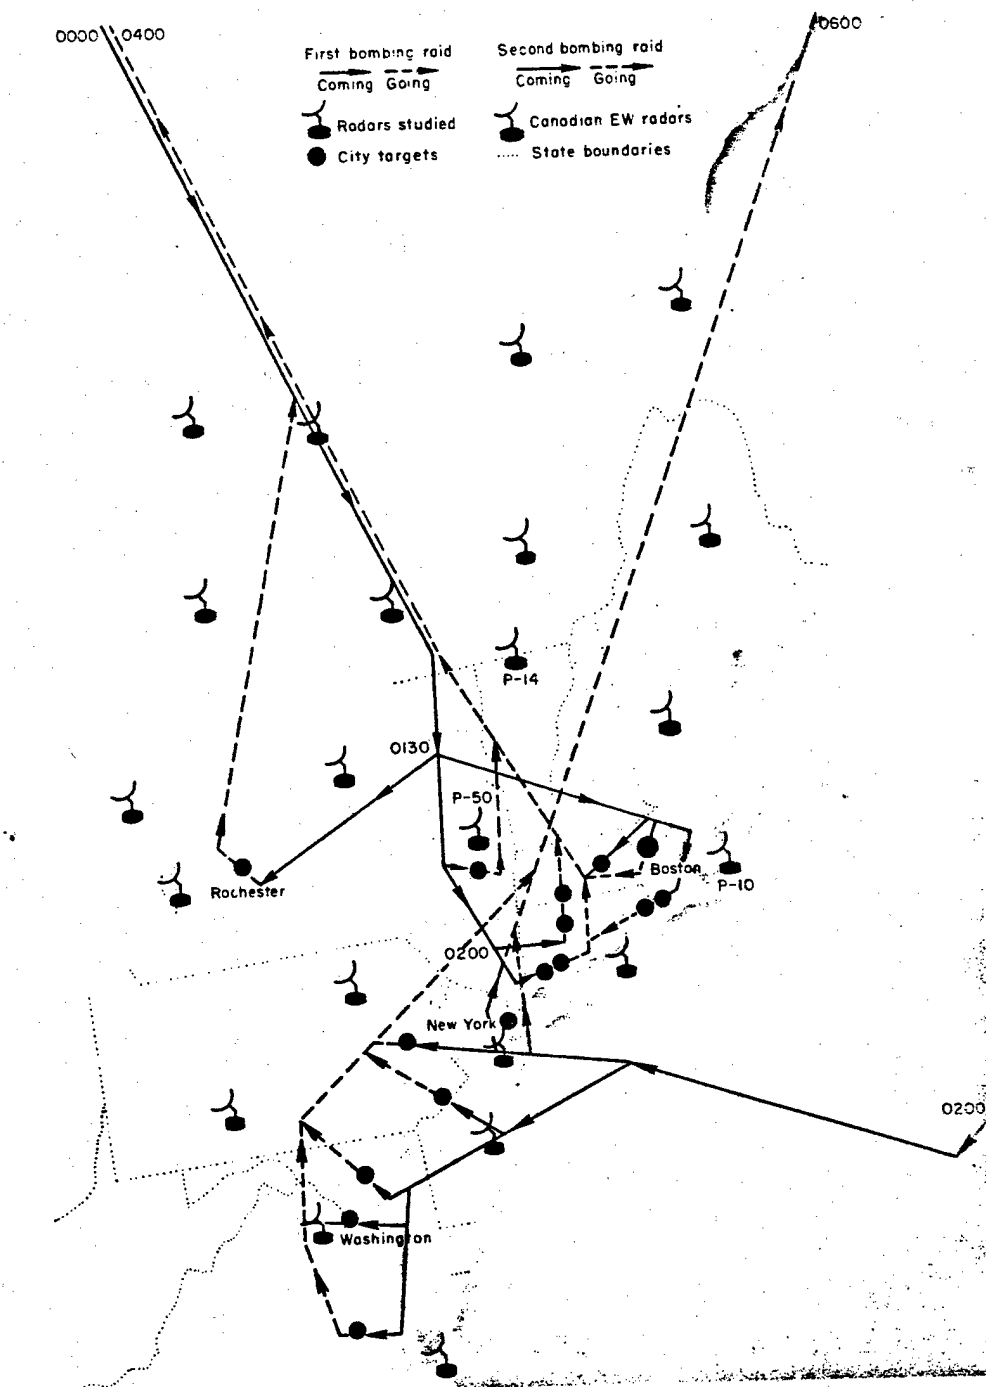 0000 0400
0600
First bombing raid
Coming Going
Second bombing raid
Coming Going
Radars studied
Canadian EW radars
City targets
State boundaries
P-14
0130
P-50
Boston
P-10
Rochester
0200
New York
0200
Washington